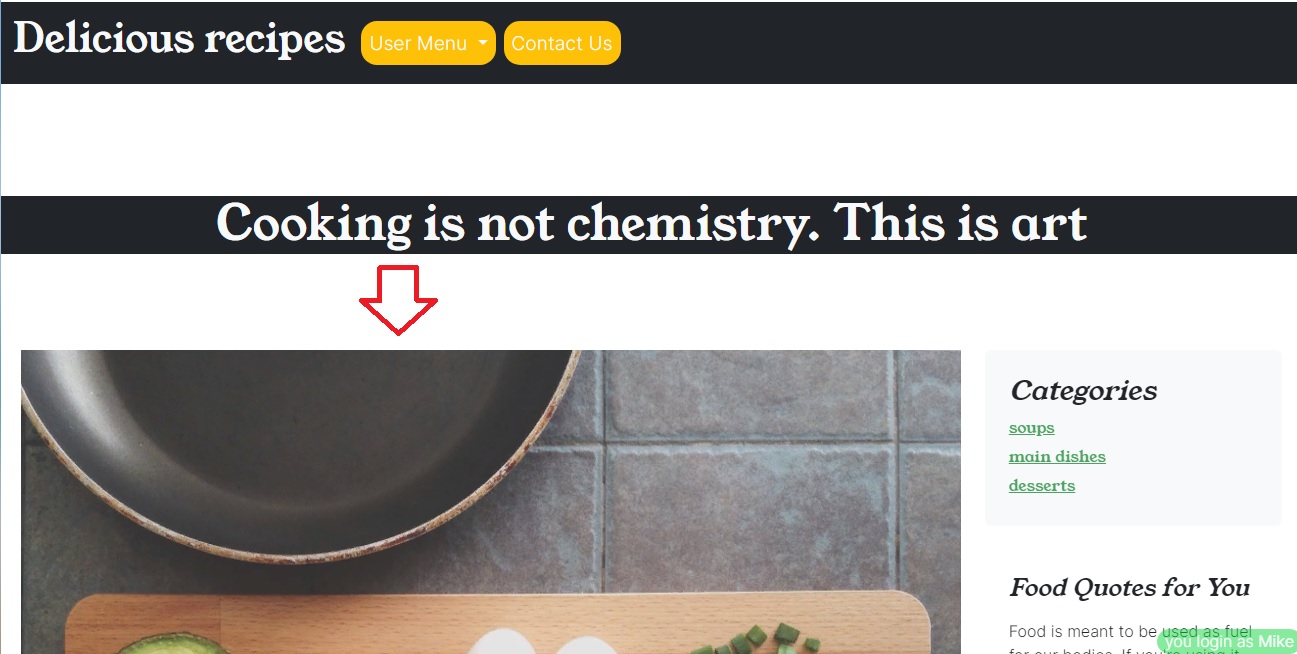 Delicious recipes
User Menu
Contact Us
Cooking is not chemistry. This is art
Categories
soups
main dishes
desserts
Food Quotes for You
Food is meant to be used as fuel
for our bodies. If you're using it
you login as Mike